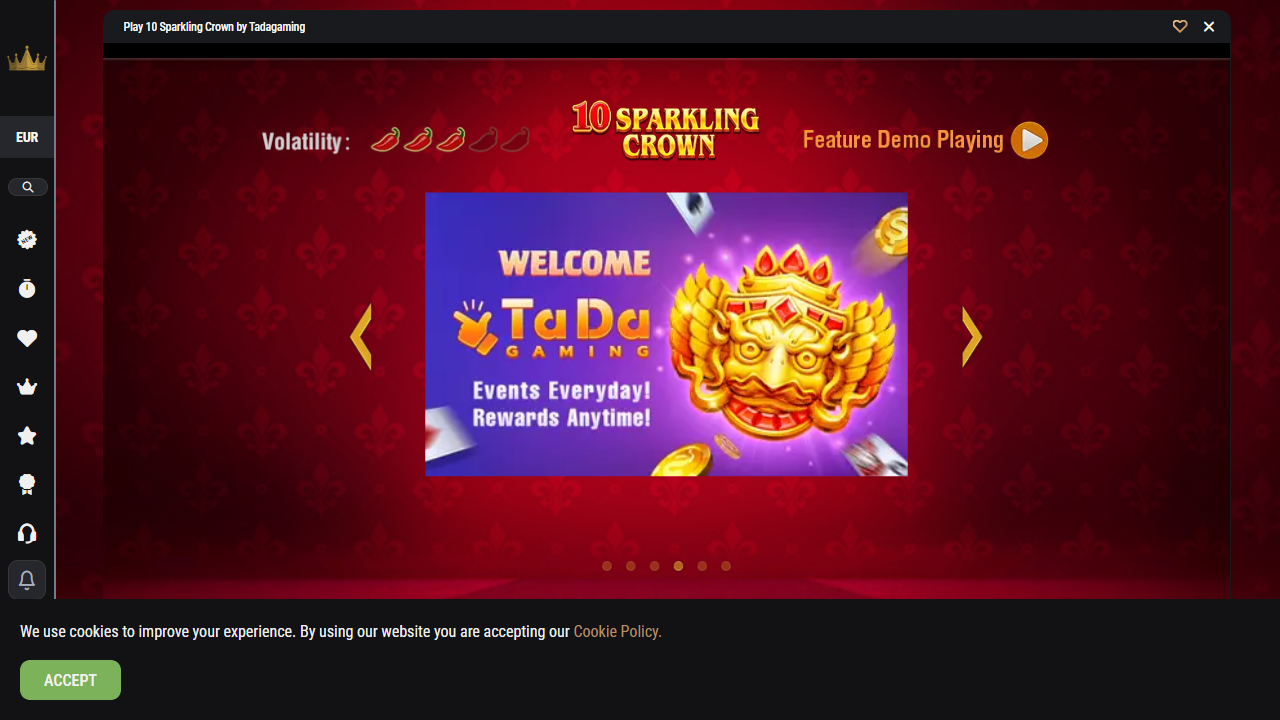 Play 10 Sparkling Crown by Tadagaming
EUR
NEW
Volatility:
10 SPARKLING
CROWN
Feature Demo Playing
WELCOME
TaDa
GAMING
Events Everyday!
Rewards Anytime!
We use cookies to improve your experience. By using our website you are accepting our Cookie Policy.
ACCEPT